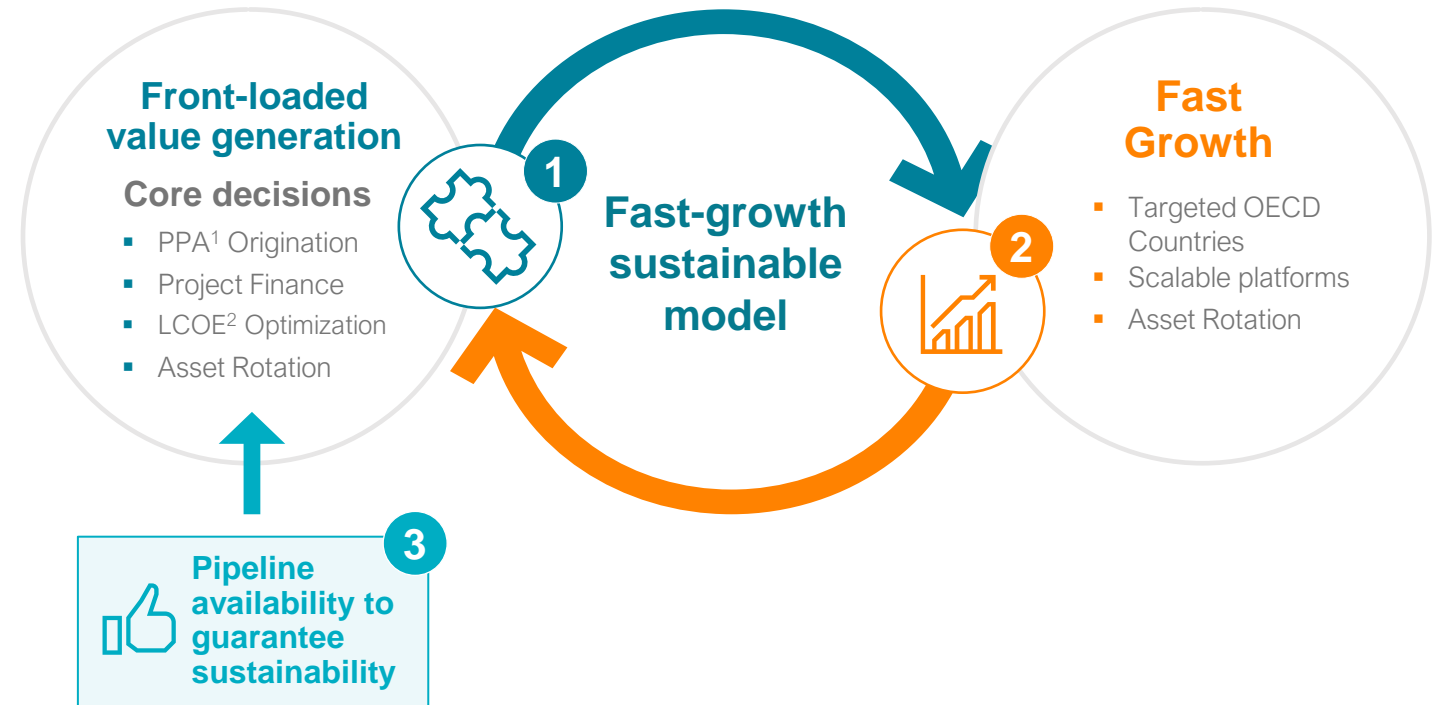 Front-loaded
value generation
Core decisions
▪ PPA¹ Origination
▪ Project Finance
▪ LCOE² Optimization
▪ Asset Rotation
1
Fast-growth
sustainable
model
2
Fast
Growth
▪ Targeted OECD
Countries
▪ Scalable platforms
▪ Asset Rotation
3
Pipeline
availability to
guarantee
sustainability